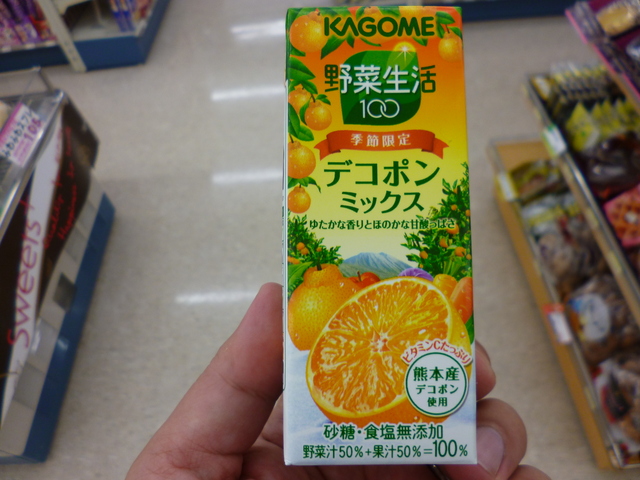 KAGOME
野菜生活
100
季節限定
デコポン
ミックス
ゆたかな香りとほのかな甘酸っぱさ
ビタミンCたっぷり
熊本産
デコポン
使用
砂糖・食塩無添加
野菜汁50%+果汁50%=100%
Sweets+